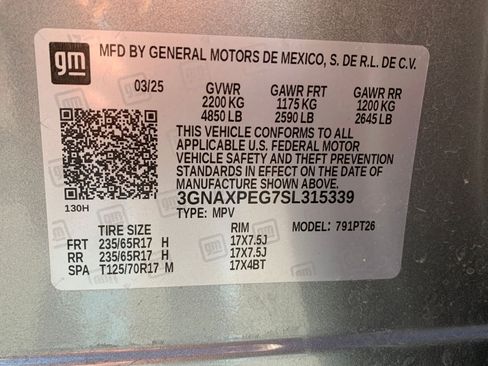 gm MFD BY GENERAL MOTORS DE MEXICO, S. DE R.L. DE C.V.
03/25 GVWR GAWR FRT GAWR RR
2200 KG 1175 KG 1200 KG
4850 LB 2590 LB 2645 LB
THIS VEHICLE CONFORMS TO ALL
APPLICABLE U.S. FEDERAL MOTOR
VEHICLE SAFETY AND THEFT PREVENTION
STANDARDS IN EFFECT ON THE DATE OF
MANUFACTURE SHOWN ABOVE.
3GNAXPEG7SL315339
130H TYPE: MPV
TIRE SIZE RIM MODEL: 791PT26
FRT 235/65R17 H 17X7.5J
RR 235/65R17 H 17X7.5J
SPA T125/70R17 M 17X4BT